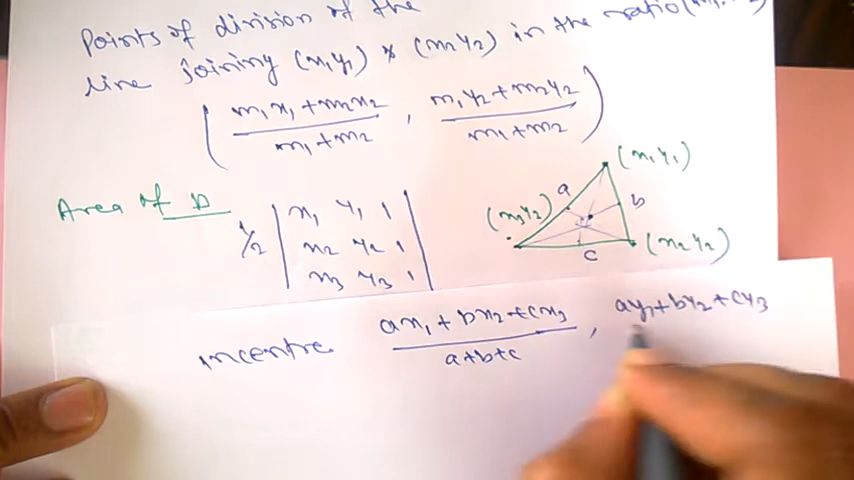 Points of division of the
line joining (x1y1) & (x2y2) in the ratio
( m1x1+m2x2 / m1+m2 , m1y2+m2y2 / m1+m2 )
Area of Δ
1/2 | x1 y1 1
x2 y2 1
x3 y3 1 |
(x1y1)
a
b
(x3y2)
(x2y2)
c
incentre ax1+bx2+cx3 / a+b+c , ay1+by2+cy3